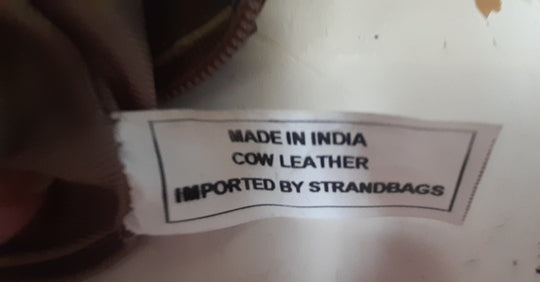 MADE IN INDIA
COW LEATHER
IMPORTED BY STRANDBAGS